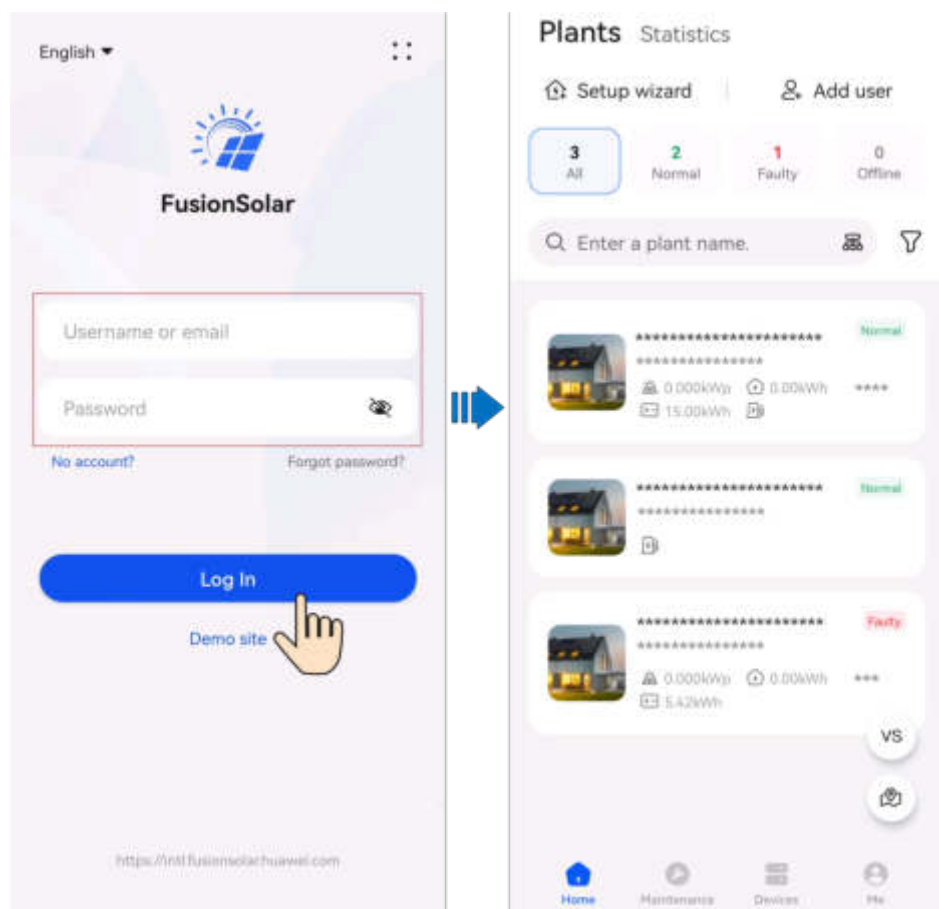 English
FusionSolar
Username or email
Password
No account?
Forgot password?
Log In
Demo site
https://intl.fusionsolar.huawei.com
Plants Statistics
Setup wizard
Add user
3 2 1 0
All Normal Faulty Offline
Enter a plant name.
********************** Normal
***************
0.000kWp 0.00kWh ****
15.00kWh
********************** Normal
***************
********************** Faulty
***************
0.000kWp 0.00kWh ***
5.42kWh
VS
Home Maintenance Devices Me